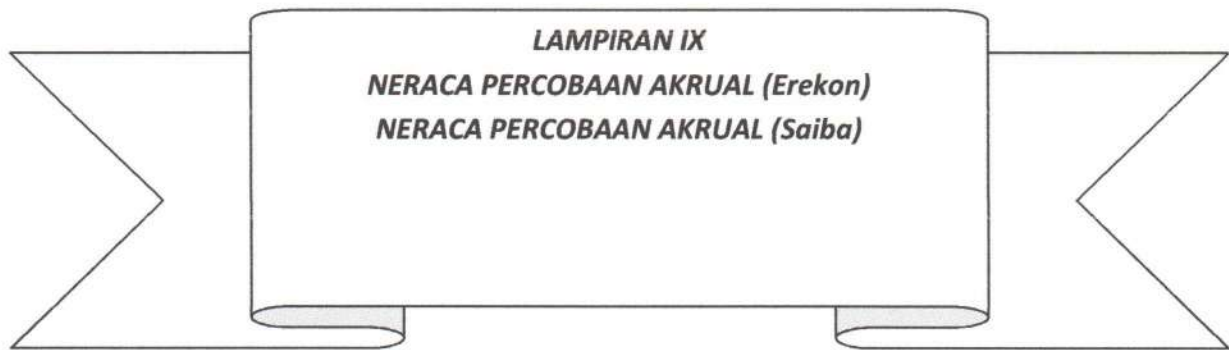 LAMPIRAN IX
NERACA PERCOBAAN AKRUAL (Erekon)
NERACA PERCOBAAN AKRUAL (Saiba)